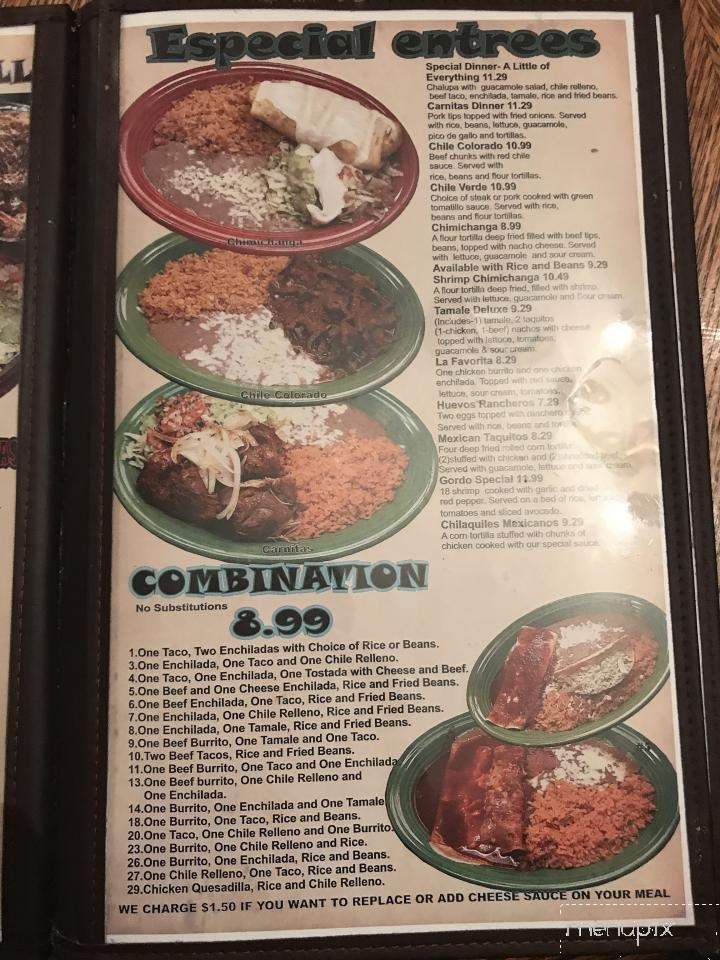 Especial entrees
Special Dinner- A Little of
Everything 11.29
Chalupa with guacamole salad, chile relleno,
beef taco, enchilada, tamale, rice and fried beans.
Carnitas Dinner 11.29
Pork tips topped with fried onions. Served
with rice, beans, lettuce, guacamole,
pico de gallo and tortillas.
Chile Colorado 10.99
Beef chunks with red chile
sauce. Served with
rice, beans and flour tortillas.
Chile Verde 10.99
Choice of steak or pork cooked with green
tomatillo sauce. Served with rice,
beans and flour tortillas.
Chimichanga 8.99
A flour tortilla deep fried filled with beef tips,
beans, topped with nacho cheese. Served
with lettuce, guacamole and sour cream.
Available with Rice and Beans 9.29
Shrimp Chimichanga 10.49
A flour tortilla deep fried, filled with shrimp.
Served with lettuce, guacamole and flour cream.
Tamale Deluxe 9.29
(Includes-1) tamale, 2 taquitos
(1-chicken, 1-beef) nachos with cheese
topped with lettuce, tomatoes,
guacamole & sour cream.
La Favorita 8.29
One chicken burrito and one chicken
enchilada. Topped with red sauce,
lettuce, sour cream, tomatoes.
Huevos Rancheros 7.29
Two eggs topped with ranchero
Served with rice, beans and
Mexican Taquitos 8.29
Four deep fried rolled corn tortillas
(2)stuffed with chicken and (2)
Served with guacamole, lettuce and sour cream.
Gordo Special 11.99
18 shrimp cooked with garlic and dried
red pepper. Served on a bed of rice,
tomatoes and sliced avocado.
Chilaquiles Mexicanos 9.29
A corn tortilla stuffed with chunks of
chicken cooked with our special sauce.
Chimichanga
Chile Colorado
Carnitas
COMBINATION
No Substitutions
8.99
1.One Taco, Two Enchiladas with Choice of Rice or Beans.
3.One Enchilada, One Taco and One Chile Relleno.
4.One Taco, One Enchilada, One Tostada with Cheese and Beef.
5.One Beef and One Cheese Enchilada, Rice and Fried Beans.
6.One Beef Enchilada, One Taco, Rice and Fried Beans.
7.One Enchilada, One Chile Relleno, Rice and Fried Beans.
8.One Enchilada, One Tamale, Rice and Fried Beans.
9.One Beef Burrito, One Tamale and One Taco.
10.Two Beef Tacos, Rice and Fried Beans.
11.One Beef Burrito, One Taco and One Enchilada
13.One Beef burrito, One Chile Relleno and
One Enchilada.
14.One Burrito, One Enchilada and One Tamale
18.One Burrito, One Taco, Rice and Beans.
20.One Taco, One Chile Relleno and One Burrito.
23.One Burrito, One Chile Relleno and Rice.
26.One Burrito, One Enchilada, Rice and Beans.
27.One Chile Relleno, One Taco, Rice and Beans.
29.Chicken Quesadilla, Rice and Chile Relleno.
WE CHARGE $1.50 IF YOU WANT TO REPLACE OR ADD CHEESE SAUCE ON YOUR MEAL
menupix